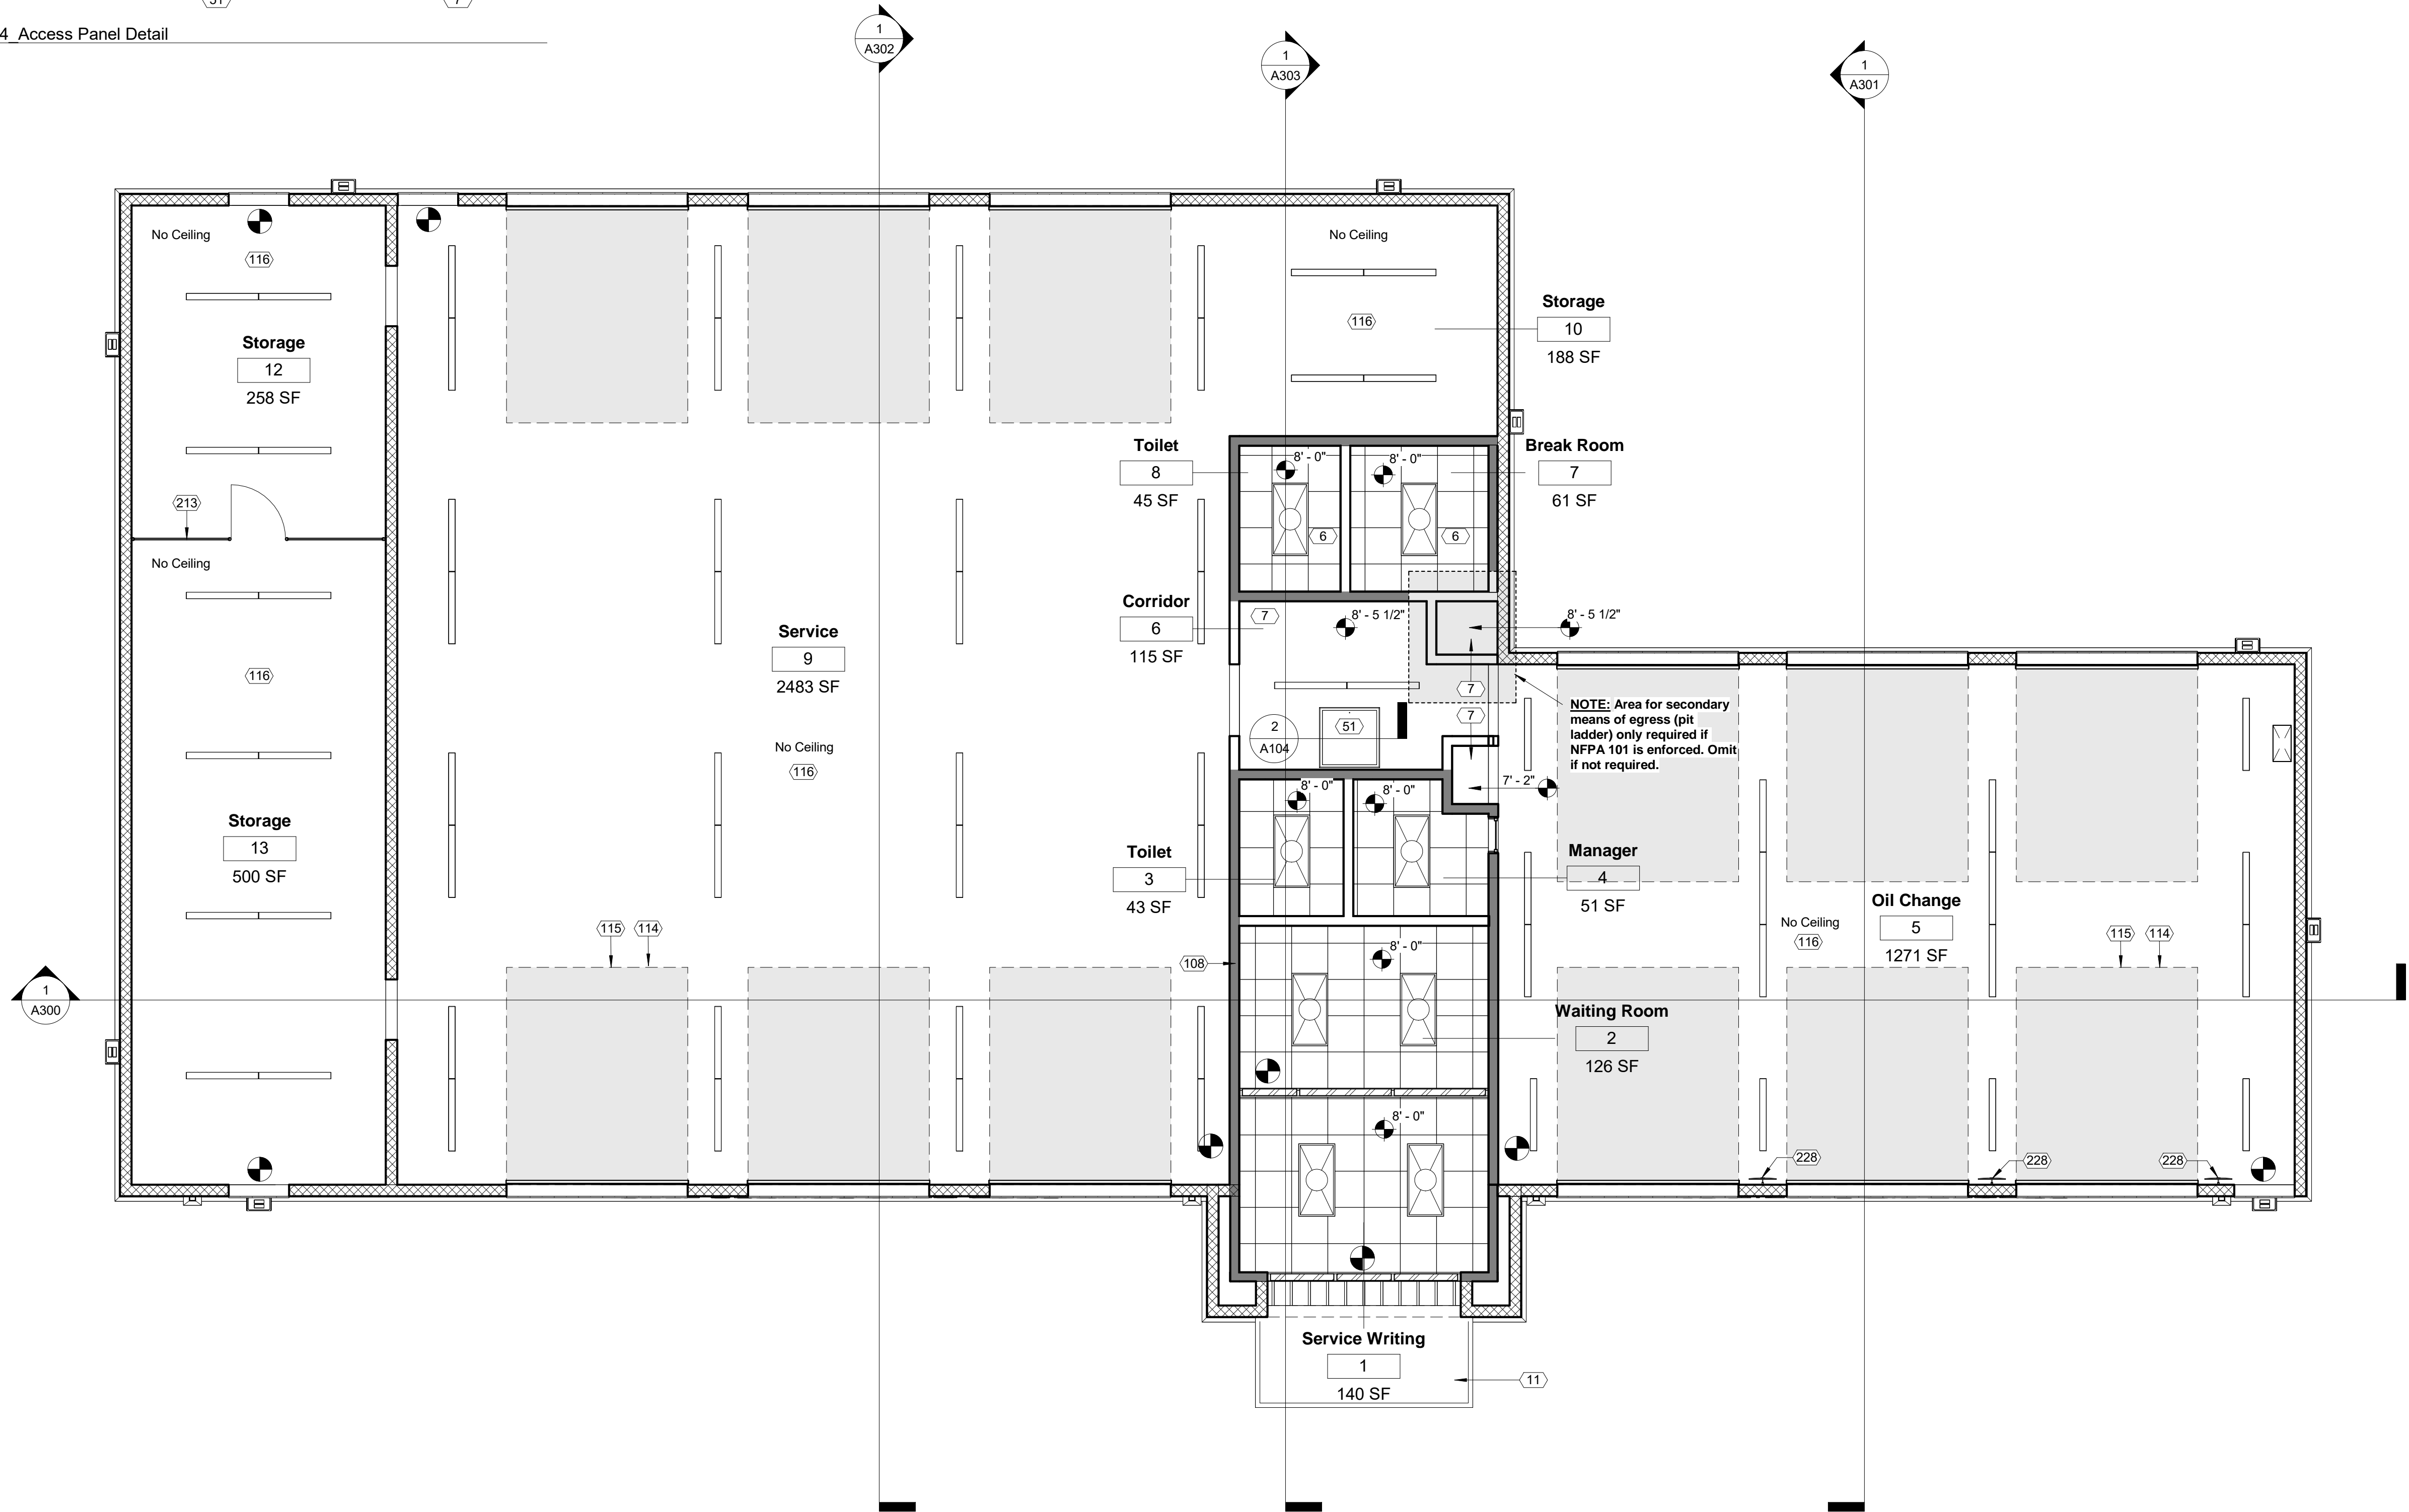 4_Access Panel Detail
1
A302
1
A303
1
A301
No Ceiling
116
Storage
12
258 SF
213
No Ceiling
116
Storage
13
500 SF
1
A300
Service
9
2483 SF
No Ceiling
116
115
114
No Ceiling
116
Storage
10
188 SF
Toilet
8
45 SF
8' - 0"
6
8' - 0"
6
Break Room
7
61 SF
Corridor
6
115 SF
7
8' - 5 1/2"
8' - 5 1/2"
7
7
2
A104
51
NOTE: Area for secondary
means of egress (pit
ladder) only required if
NFPA 101 is enforced. Omit
if not required.
7' - 2"
8' - 0"
8' - 0"
Toilet
3
43 SF
Manager
4
51 SF
108
8' - 0"
Waiting Room
2
126 SF
No Ceiling
116
Oil Change
5
1271 SF
115
114
8' - 0"
228
228
228
Service Writing
1
140 SF
11